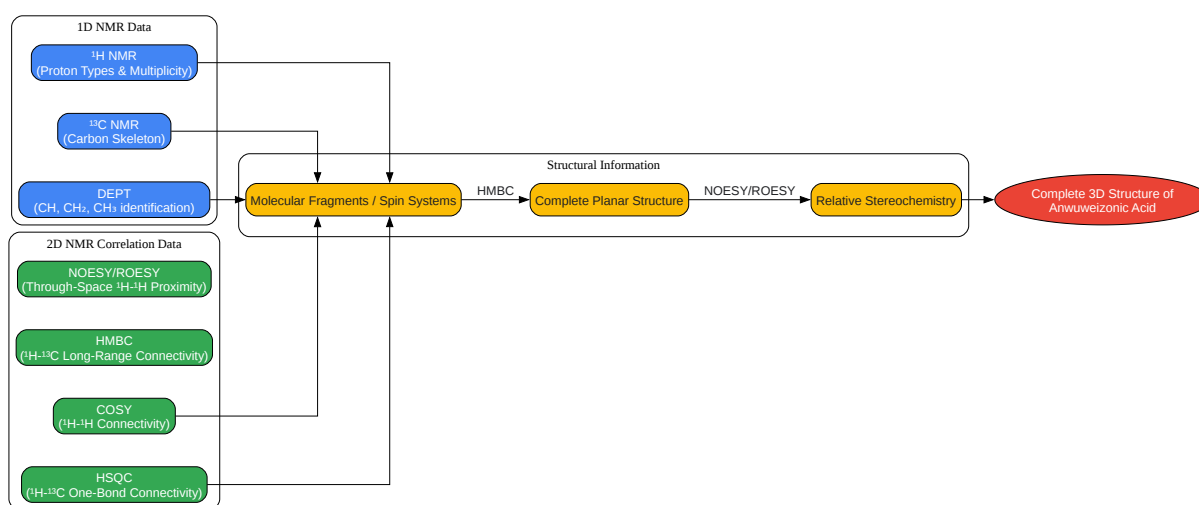 1D NMR Data
¹H NMR
(Proton Types & Multiplicity)
¹³C NMR
(Carbon Skeleton)
DEPT
(CH, CH₂, CH₃ identification)
2D NMR Correlation Data
NOESY/ROESY
(Through-Space ¹H-¹H Proximity)
HMBC
(¹H-¹³C Long-Range Connectivity)
COSY
(¹H-¹H Connectivity)
HSQC
(¹H-¹³C One-Bond Connectivity)
Structural Information
Molecular Fragments / Spin Systems
HMBC
Complete Planar Structure
NOESY/ROESY
Relative Stereochemistry
Complete 3D Structure of
Anwuweizonic Acid